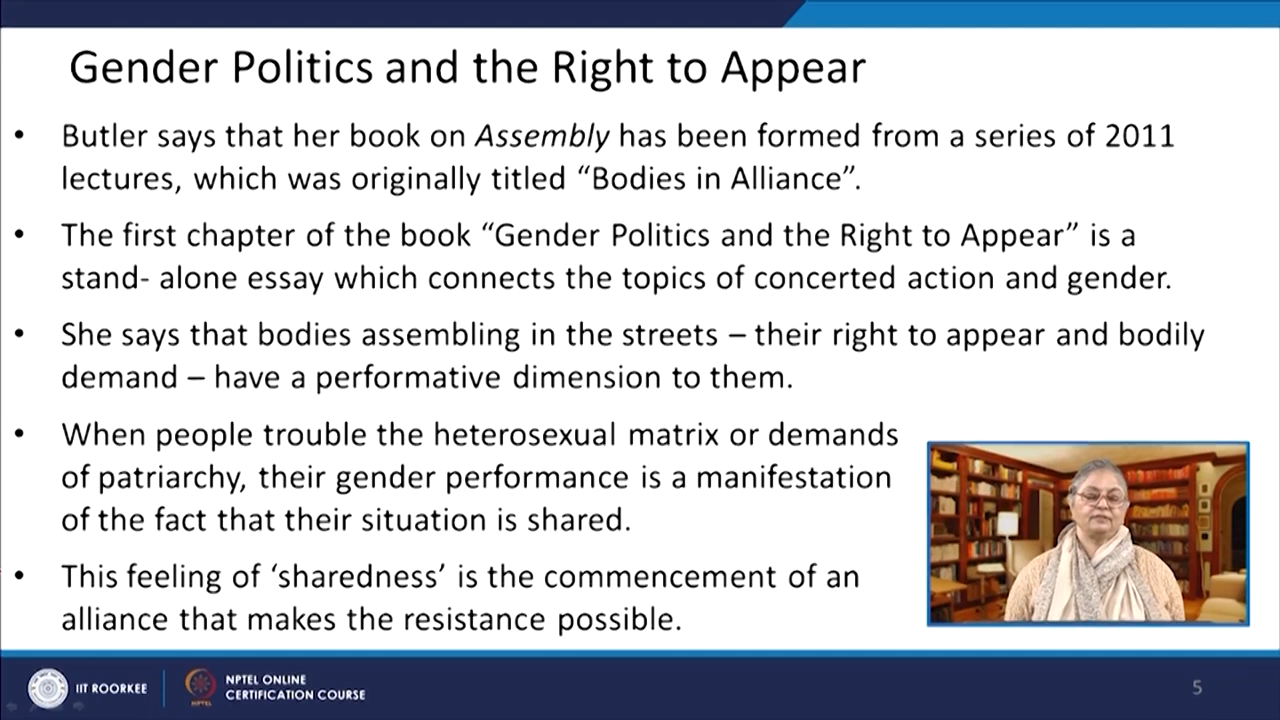 Gender Politics and the Right to Appear
• Butler says that her book on Assembly has been formed from a series of 2011
lectures, which was originally titled “Bodies in Alliance”.
• The first chapter of the book “Gender Politics and the Right to Appear” is a
stand- alone essay which connects the topics of concerted action and gender.
• She says that bodies assembling in the streets – their right to appear and bodily
demand – have a performative dimension to them.
• When people trouble the heterosexual matrix or demands
of patriarchy, their gender performance is a manifestation
of the fact that their situation is shared.
• This feeling of ‘sharedness’ is the commencement of an
alliance that makes the resistance possible.
IIT ROORKEE
NPTEL
NPTEL ONLINE
CERTIFICATION COURSE
5